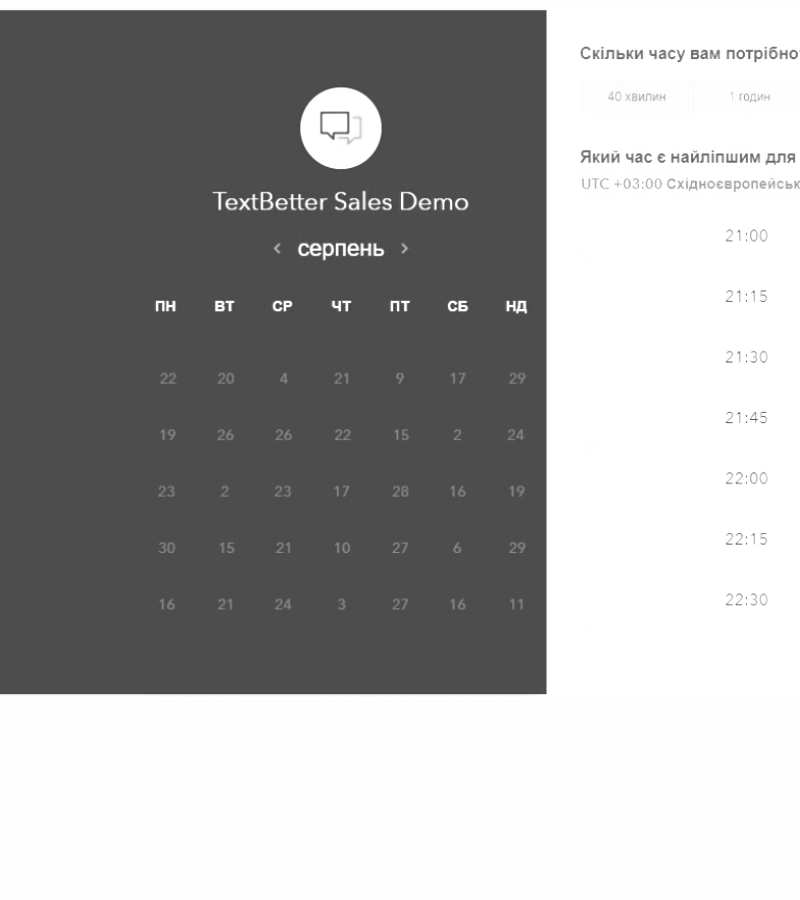 TextBetter Sales Demo
‹ серпень ›
ПН ВТ СР ЧТ ПТ СБ НД
22 20 4 21 9 17 29
19 26 26 22 15 2 24
23 2 23 17 28 16 19
30 15 21 10 27 6 29
16 21 24 3 27 16 11
Скільки часу вам потрібно
40 хвилин 1 годин
Який час є найліпшим для
UTC +03:00 Східноєвропейськ
21:00
21:15
21:30
21:45
22:00
22:15
22:30